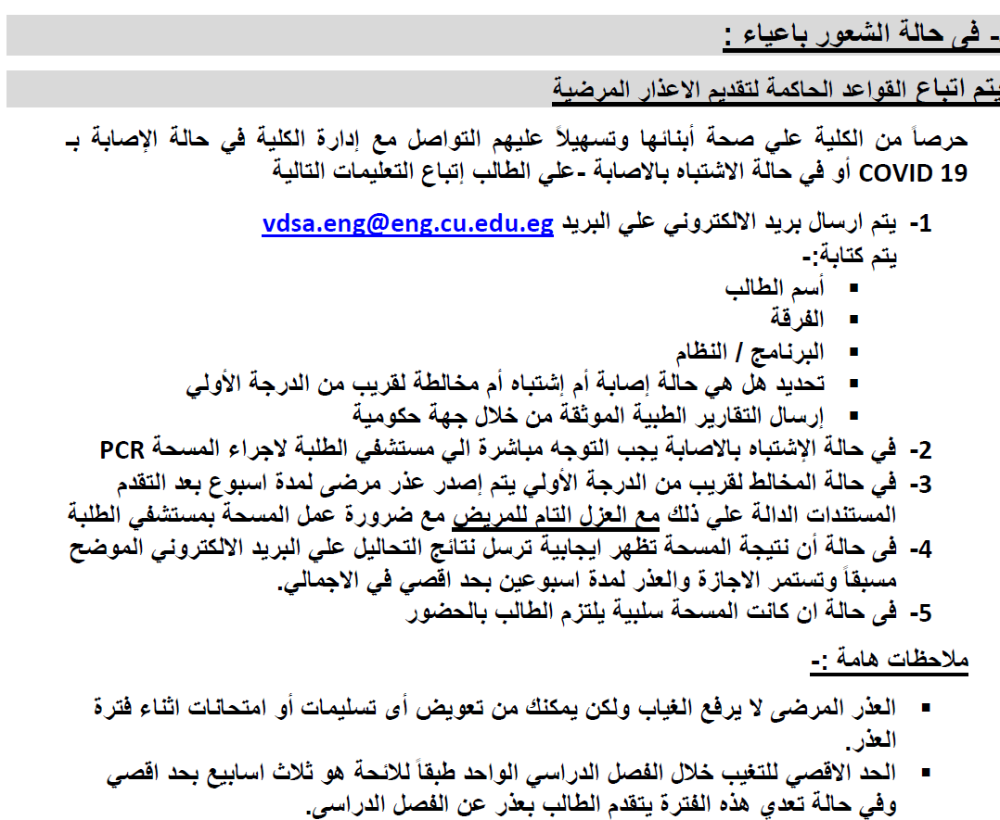 - فى حالة الشعور باعياء :
يتم اتباع القواعد الحاكمة لتقديم الاعذار المرضية
حرصاً من الكلية علي صحة أبنائها وتسهيلاً عليهم التواصل مع إدارة الكلية في حالة الإصابة بـ
COVID 19 أو في حالة الاشتباه بالاصابة -علي الطالب إتباع التعليمات التالية
1- يتم ارسال بريد الالكتروني علي البريد vdsa.eng@eng.cu.edu.eg
يتم كتابة:-
▪ أسم الطالب
▪ الفرقة
▪ البرنامج / النظام
▪ تحديد هل هي حالة إصابة أم إشتباه أم مخالطة لقريب من الدرجة الأولي
▪ إرسال التقارير الطبية الموثقة من خلال جهة حكومية
2- في حالة الإشتباه بالاصابة يجب التوجه مباشرة الي مستشفي الطلبة لاجراء المسحة PCR
3- في حالة المخالط لقريب من الدرجة الأولي يتم إصدر عذر مرضى لمدة اسبوع بعد التقدم
المستندات الدالة علي ذلك مع العزل التام للمريض مع ضرورة عمل المسحة بمستشفي الطلبة
4- فى حالة أن نتيجة المسحة تظهر ايجابية ترسل نتائج التحاليل علي البريد الالكتروني الموضح
مسبقاً وتستمر الاجازة والعذر لمدة اسبوعين بحد اقصي في الاجمالي.
5- فى حالة ان كانت المسحة سلبية يلتزم الطالب بالحضور
ملاحظات هامة :-
▪ العذر المرضى لا يرفع الغياب ولكن يمكنك من تعويض أى تسليمات أو امتحانات اثناء فترة
العذر.
▪ الحد الاقصي للتغيب خلال الفصل الدراسي الواحد طبقاً للائحة هو ثلاث اسابيع بحد اقصي
وفي حالة تعدي هذه الفترة يتقدم الطالب بعذر عن الفصل الدراسى.